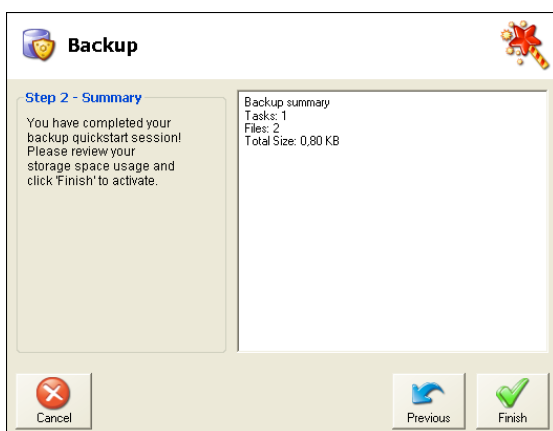 Backup
Step 2 - Summary
You have completed your
backup quickstart session!
Please review your
storage space usage and
click 'Finish' to activate.
Backup summary
Tasks: 1
Files: 2
Total Size: 0,80 KB
Cancel
Previous
Finish